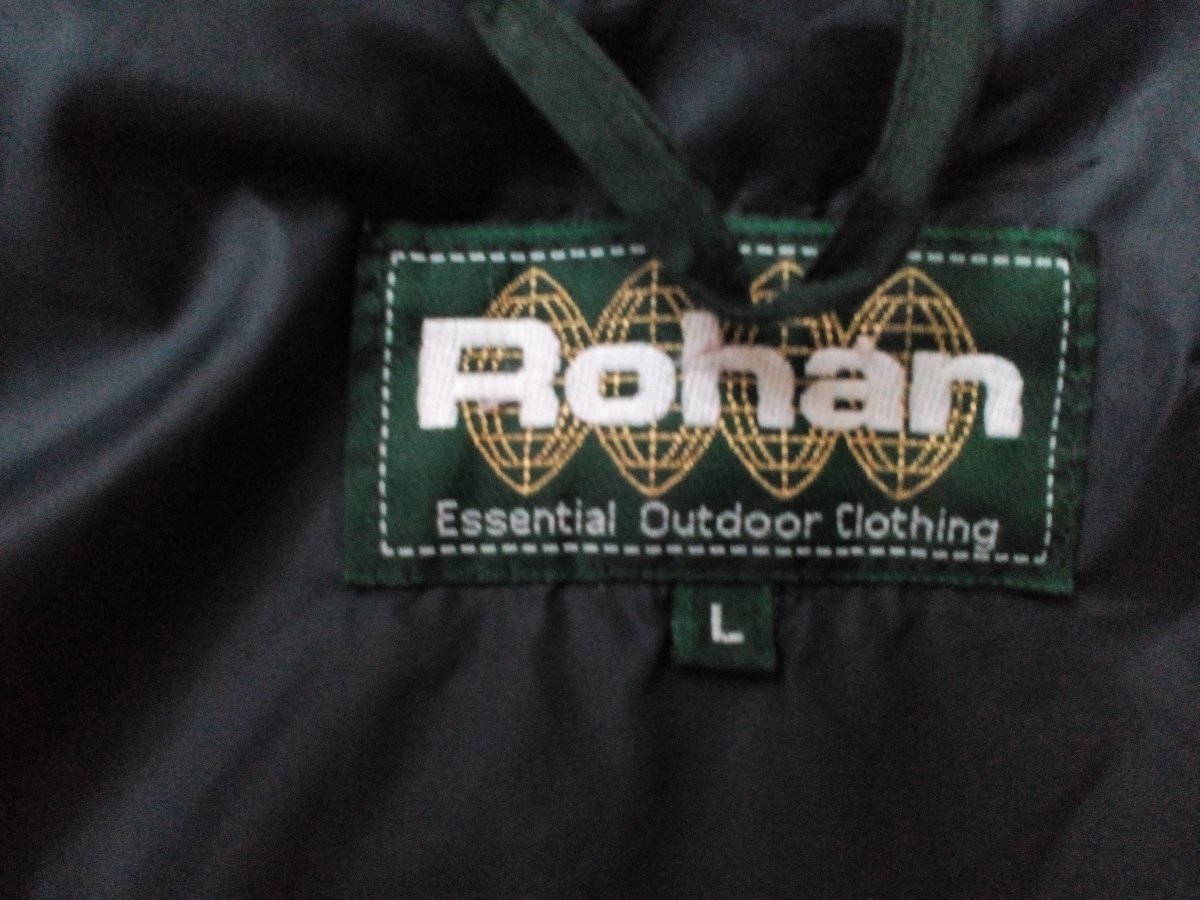 Rohan
Essential Outdoor Clothing
L